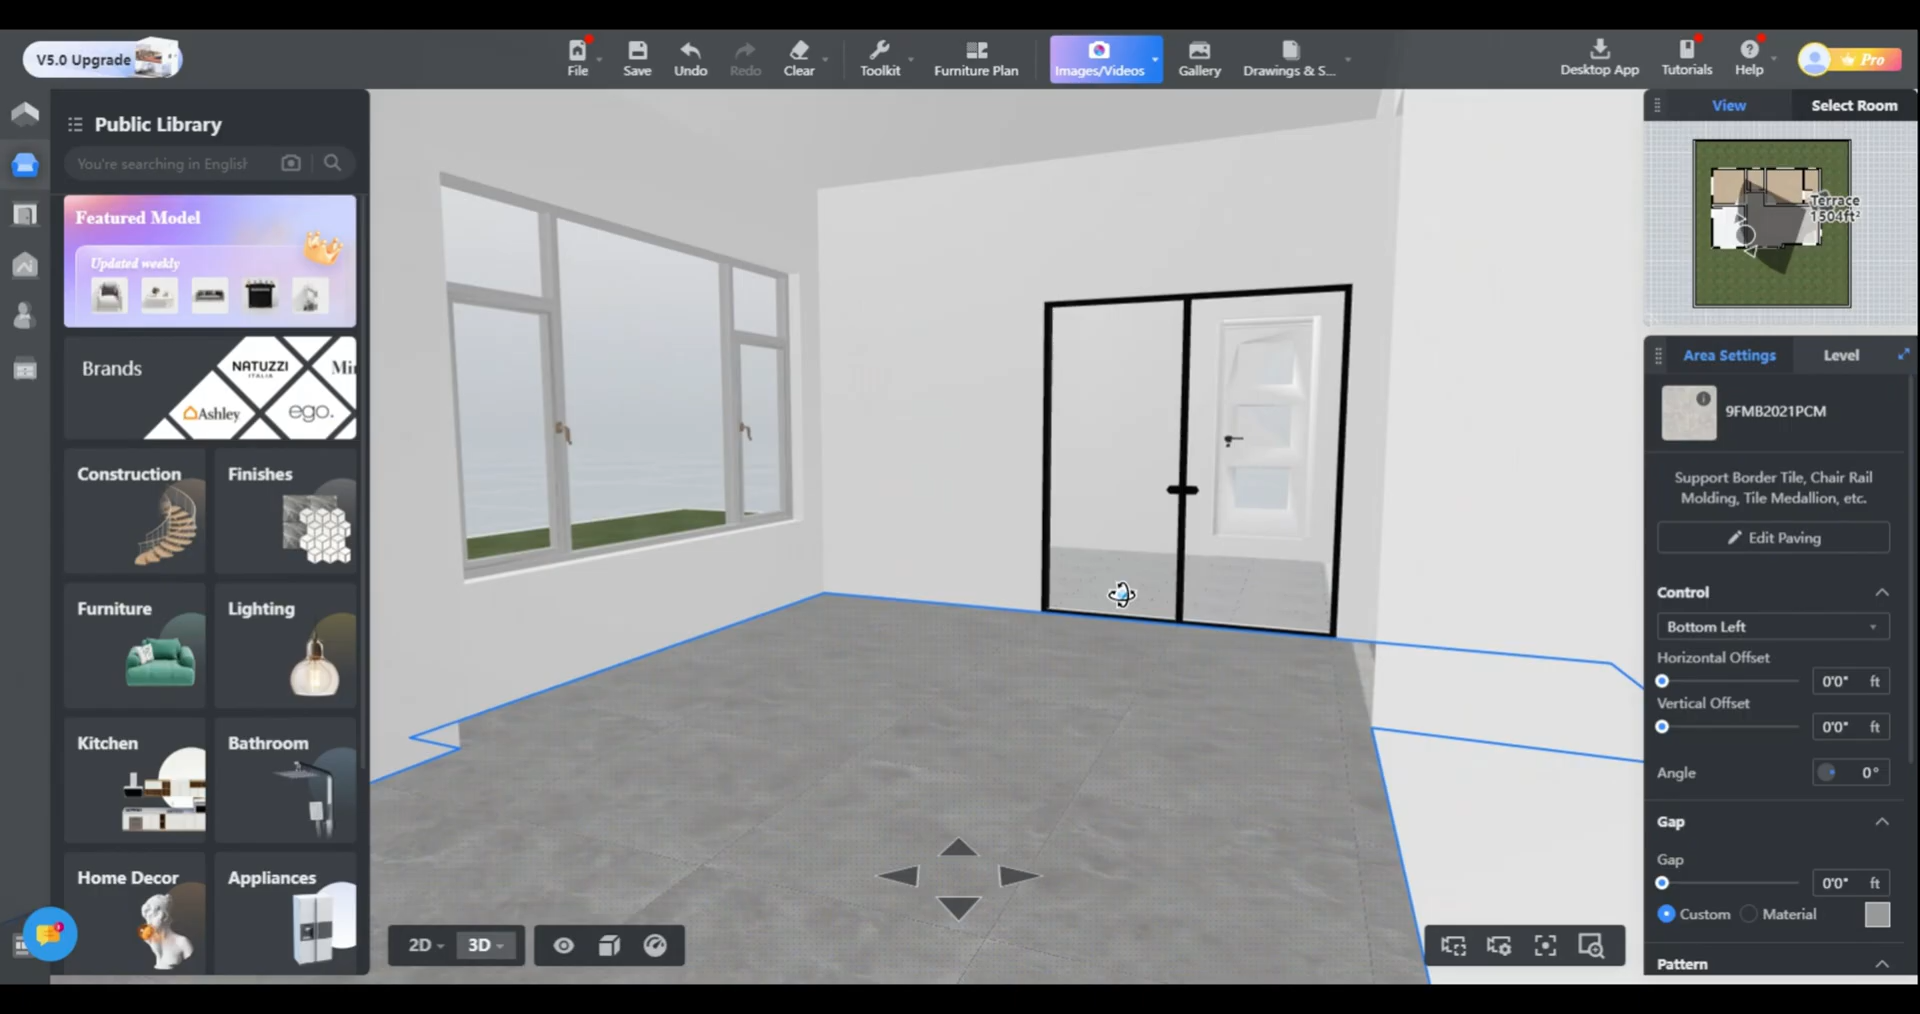 V5.0 Upgrade
File
Save
Undo
Redo
Clear
Toolkit
Furniture Plan
Images/Videos
Gallery
Drawings & S...
Desktop App
Tutorials
Help
Pro
Public Library
You're searching in English
Featured Model
Updated weekly
Brands
NATUZZI
ITALIA
Mi
Ashley
ego.
Construction
Finishes
Furniture
Lighting
Kitchen
Bathroom
Home Decor
Appliances
2D
3D
View
Select Room
Terrace
1504ft²
Area Settings
Level
9FMB2021PCM
Support Border Tile, Chair Rail
Molding, Tile Medallion, etc.
Edit Paving
Control
Bottom Left
Horizontal Offset
0'0" ft
Vertical Offset
0'0" ft
Angle
0°
Gap
Gap
0'0" ft
Custom
Material
Pattern